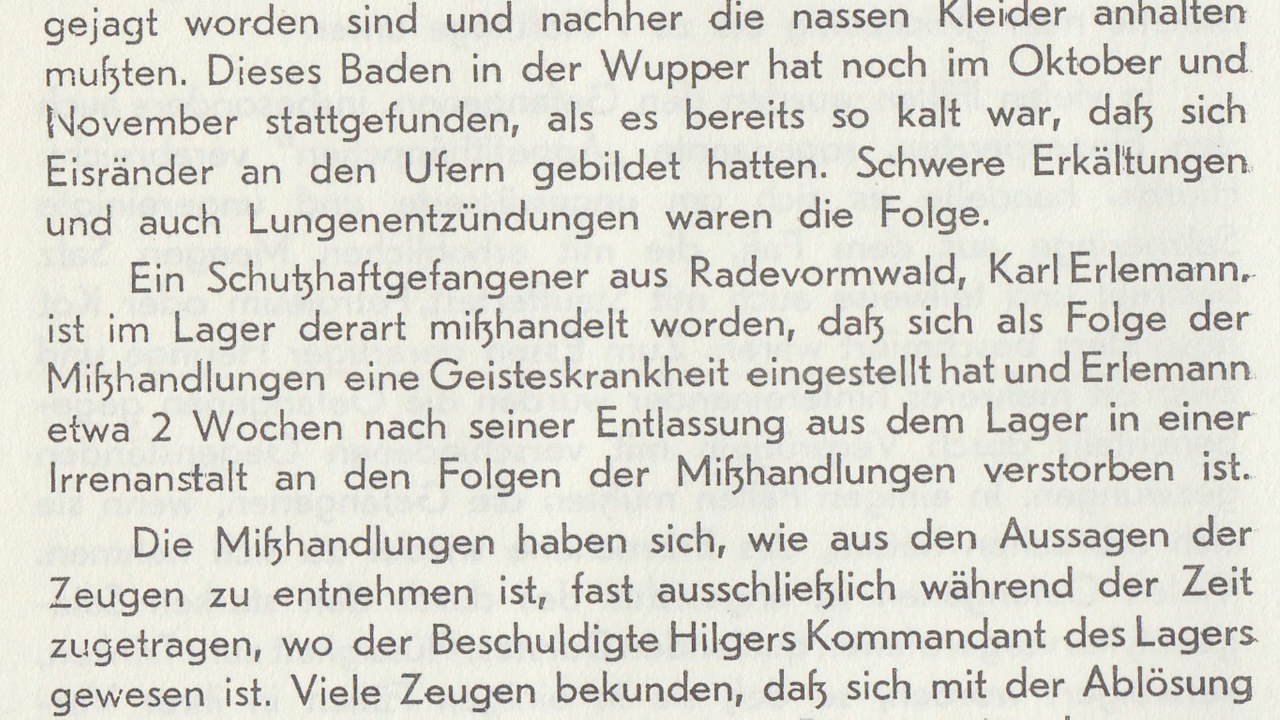 gejagt worden sind und nachher die nassen Kleider anhalten
mußten. Dieses Baden in der Wupper hat noch im Oktober und
November stattgefunden, als es bereits so kalt war, daß sich
Eisränder an den Ufern gebildet hatten. Schwere Erkältungen
und auch Lungenentzündungen waren die Folge.
Ein Schutzhaftgefangener aus Radevormwald, Karl Erlemann,
ist im Lager derart mißhandelt worden, daß sich als Folge der
Mißhandlungen eine Geisteskrankheit eingestellt hat und Erlemann
etwa 2 Wochen nach seiner Entlassung aus dem Lager in einer
Irrenanstalt an den Folgen der Mißhandlungen verstorben ist.
Die Mißhandlungen haben sich, wie aus den Aussagen der
Zeugen zu entnehmen ist, fast ausschließlich während der Zeit
zugetragen, wo der Beschuldigte Hilgers Kommandant des Lagers
gewesen ist. Viele Zeugen bekunden, daß sich mit der Ablösung